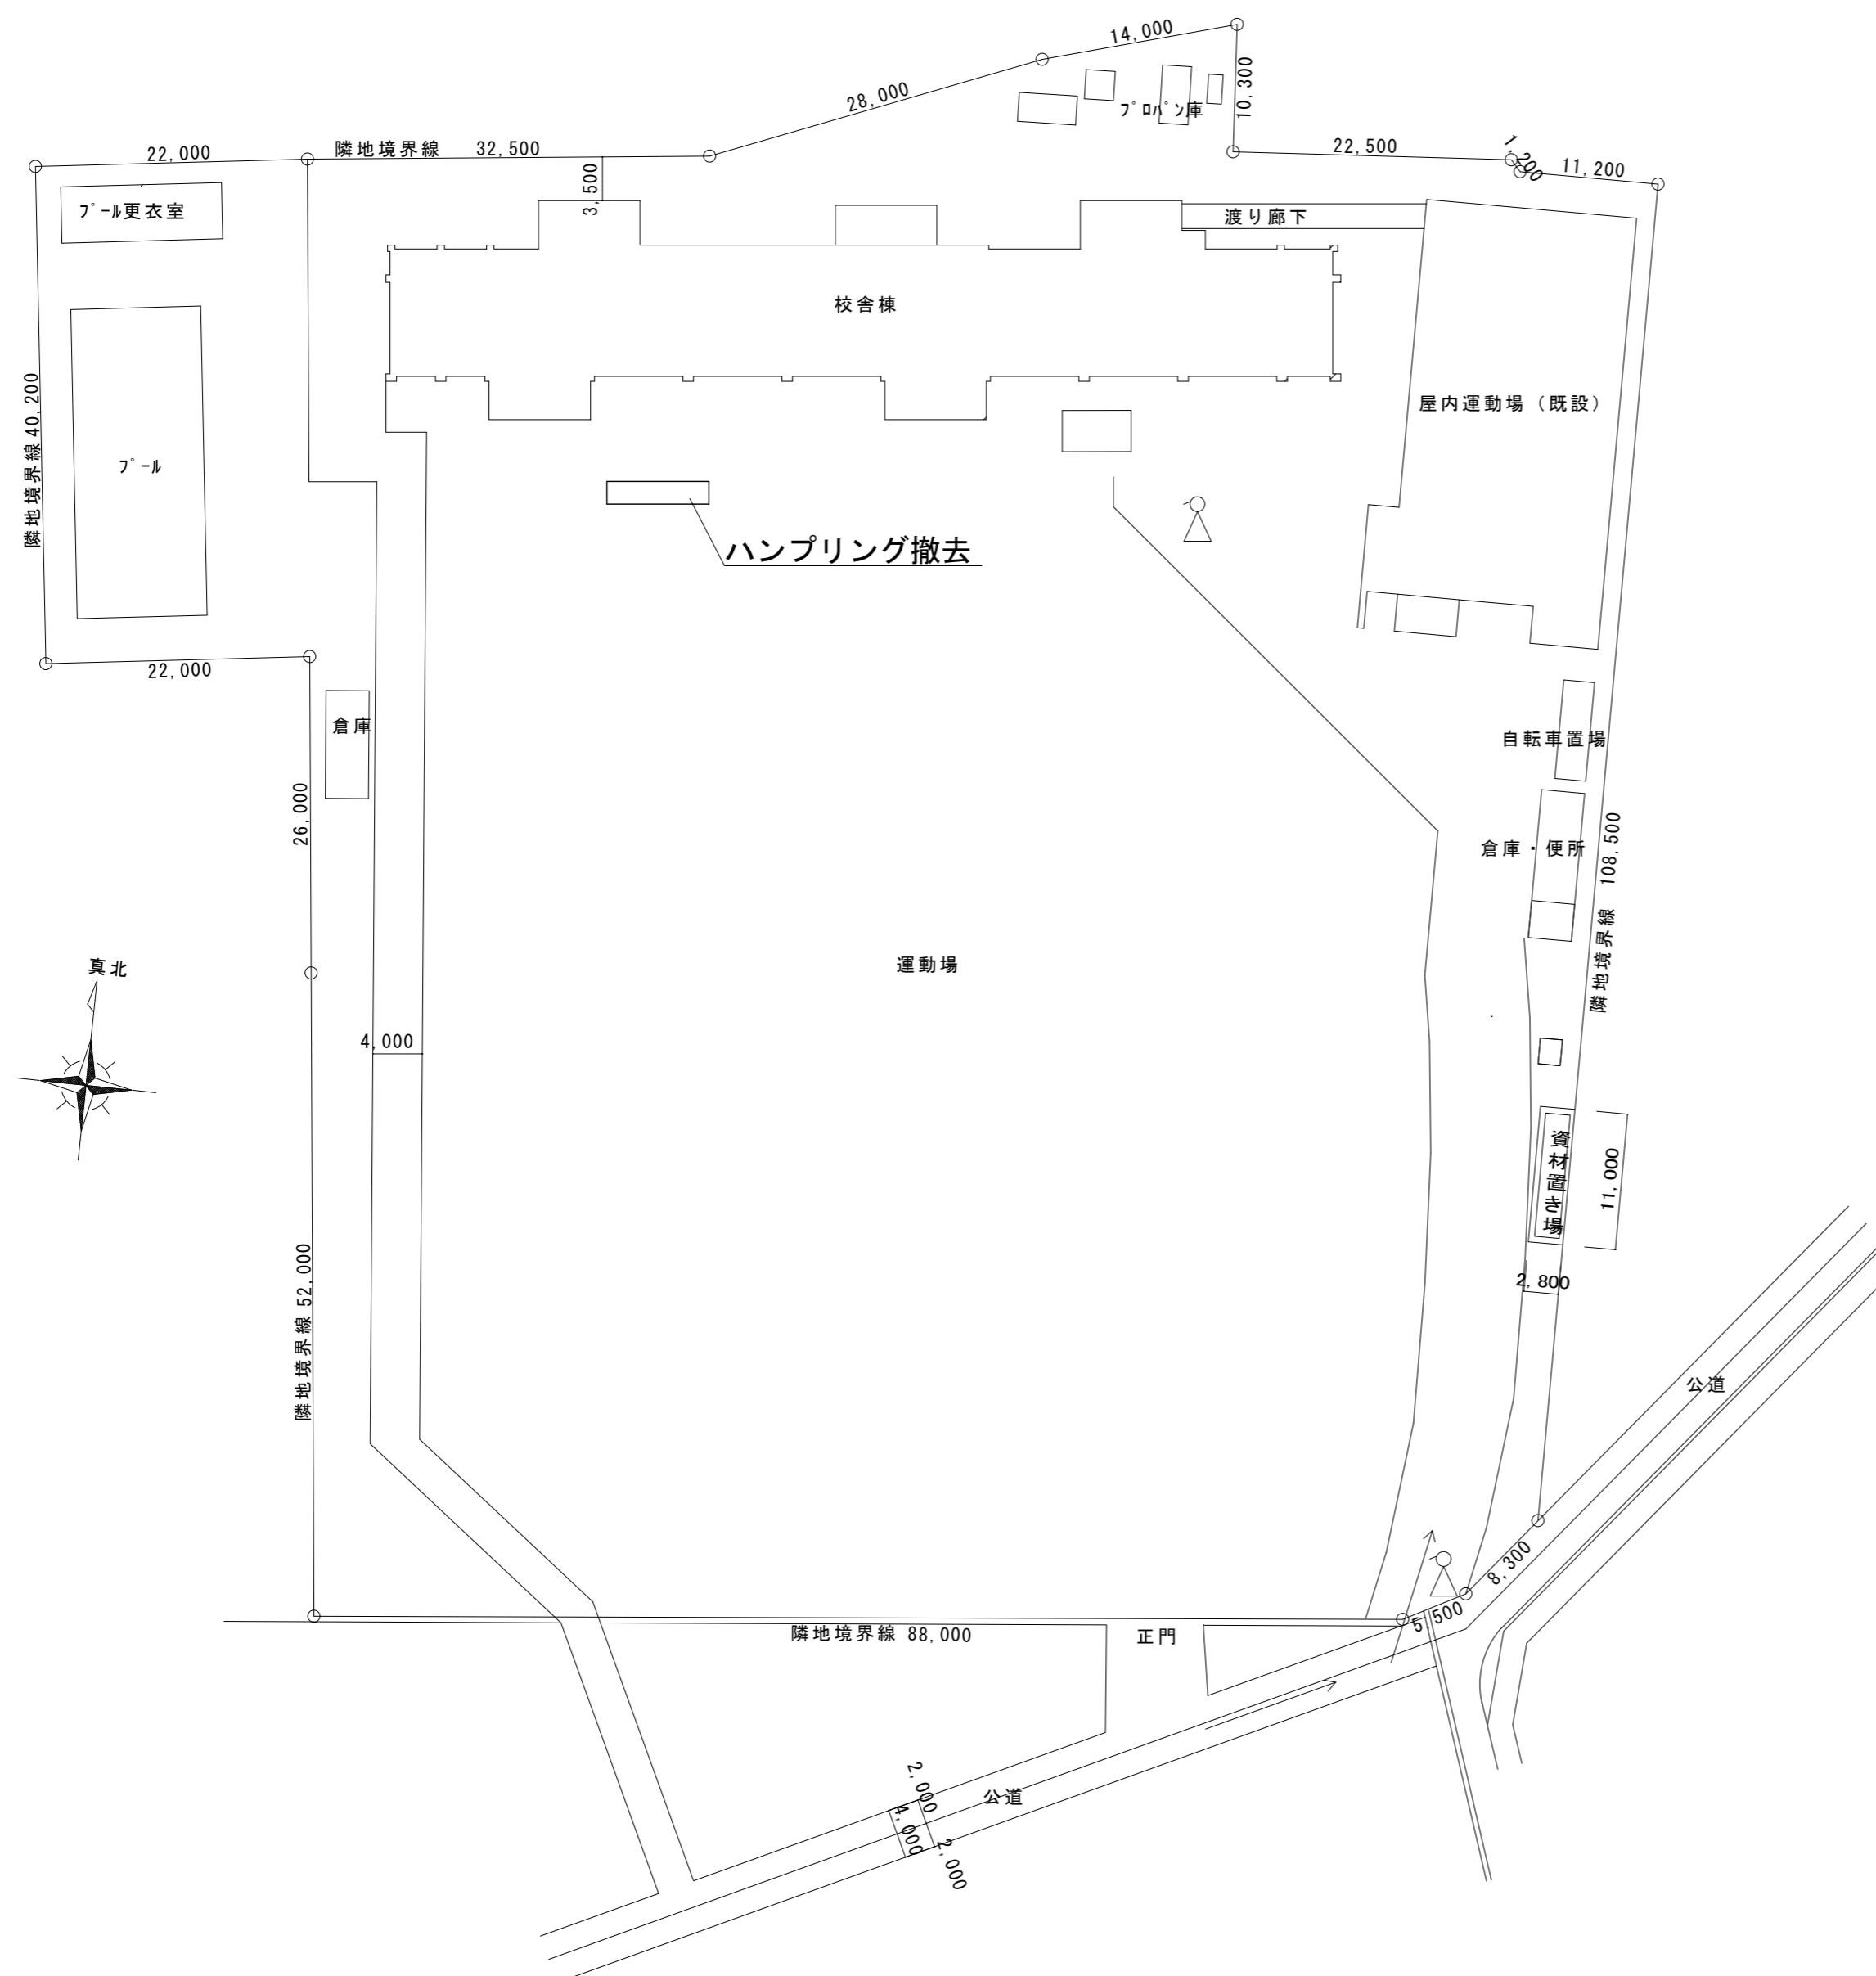 14,000
28,000
10,300
プロパン庫
22,000
隣地境界線 32,500
22,500
1,200
11,200
3,500
プール更衣室
渡り廊下
校舎棟
隣地境界線 40,200
屋内運動場（既設）
プール
ハンプリング撤去
22,000
倉庫
自転車置場
26,000
倉庫・便所
隣地境界線 108,500
運動場
真北
4,000
資材置き場
11,000
2,800
隣地境界線 52,000
公道
8,300
5,500
隣地境界線 88,000
正門
2,000
4,000
2,000
公道